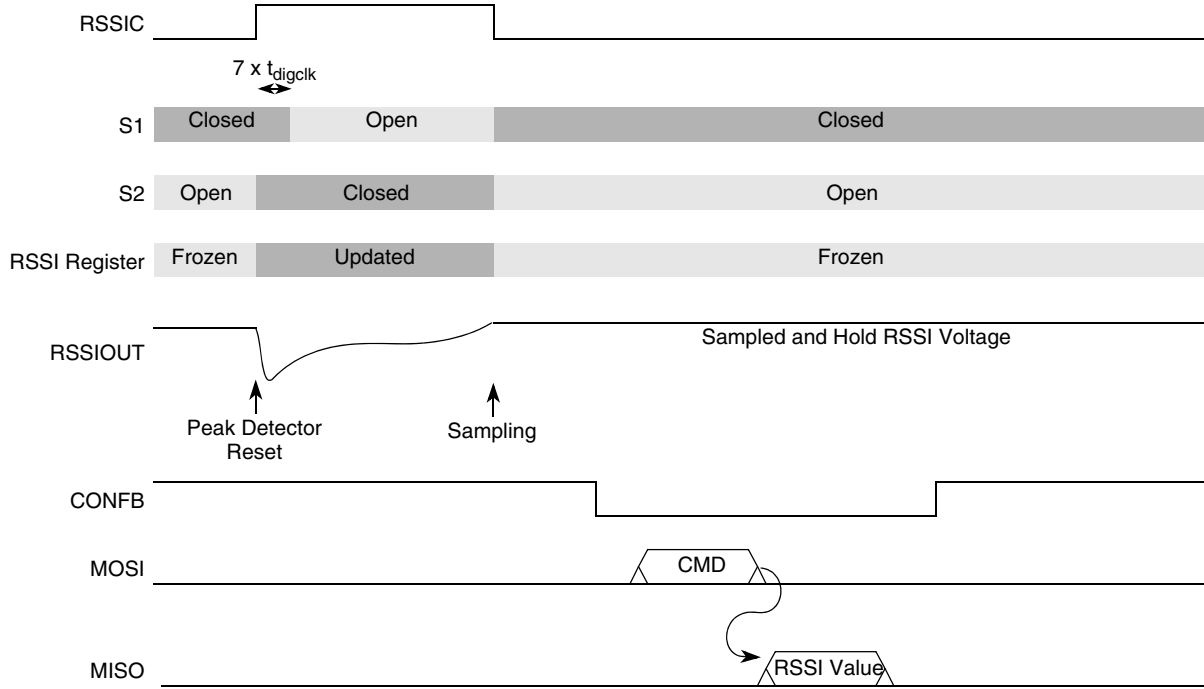 RSSIC
7 x tdigclk
S1
Closed
Open
Closed
S2
Open
Closed
Open
RSSI Register
Frozen
Updated
Frozen
RSSIOUT
Sampled and Hold RSSI Voltage
Peak Detector
Reset
Sampling
CONFB
MOSI
CMD
MISO
RSSI Value